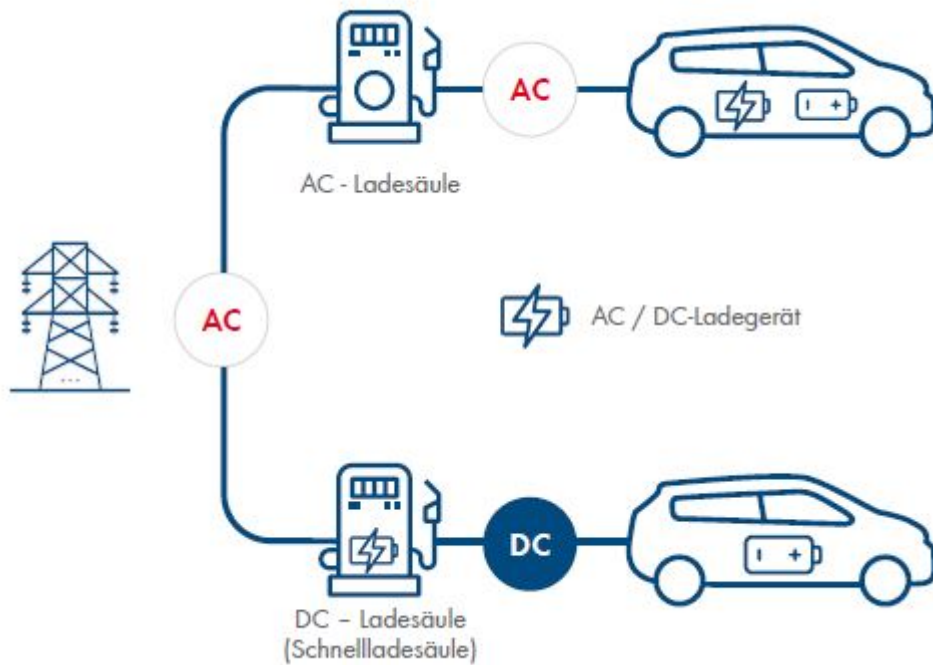 AC
AC - Ladesäule
AC
AC / DC-Ladegerät
DC
DC – Ladesäule
(Schnellladesäule)